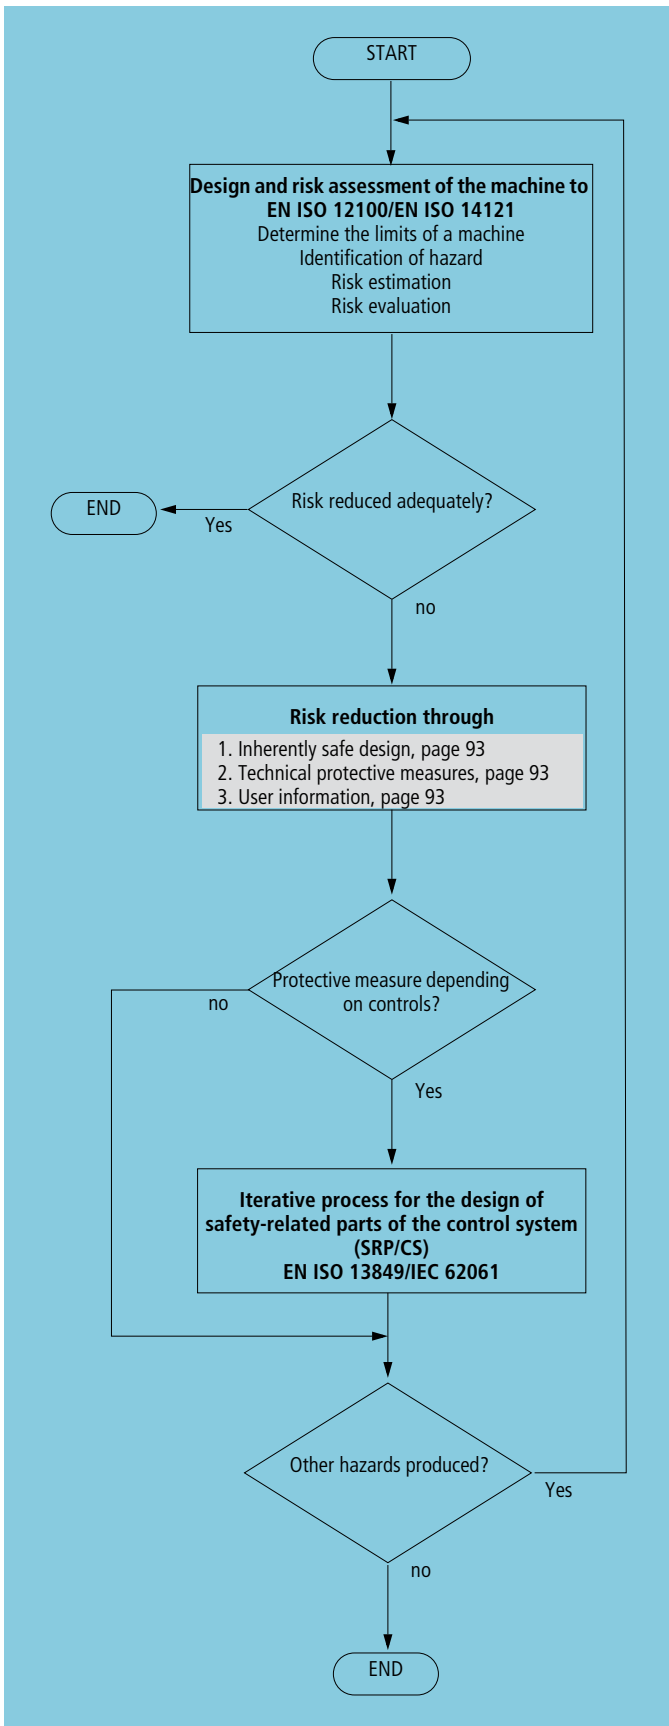 START
Design and risk assessment of the machine to
EN ISO 12100/EN ISO 14121
Determine the limits of a machine
Identification of hazard
Risk estimation
Risk evaluation
Risk reduced adequately?
END
Yes
no
Risk reduction through
1. Inherently safe design, page 93
2. Technical protective measures, page 93
3. User information, page 93
Protective measure depending
on controls?
no
Yes
Iterative process for the design of
safety-related parts of the control system
(SRP/CS)
EN ISO 13849/IEC 62061
Other hazards produced?
Yes
no
END